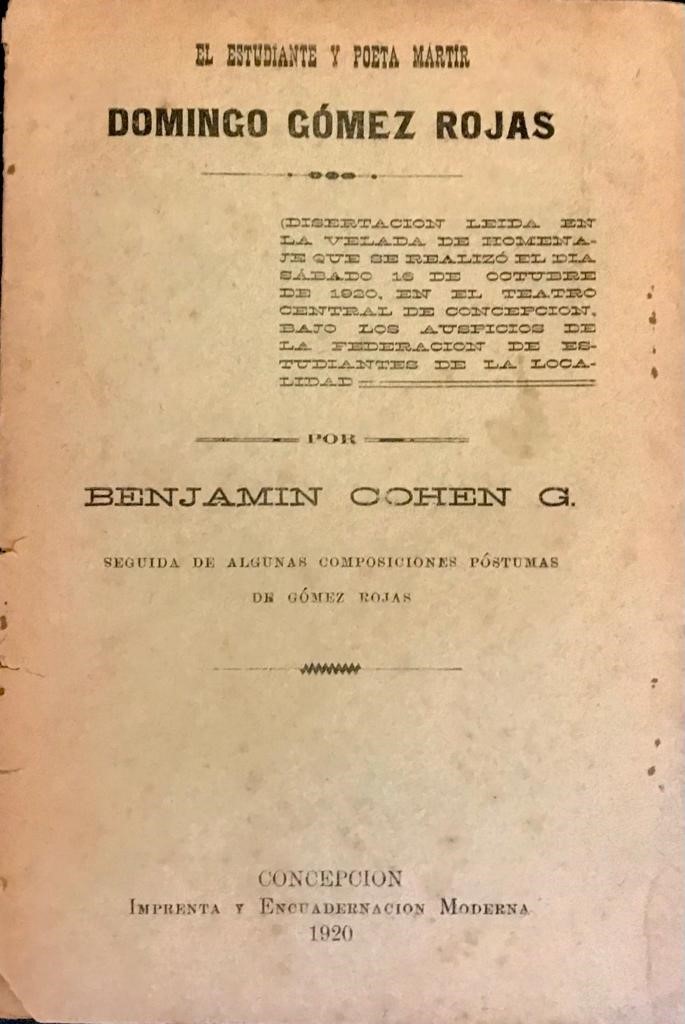 EL ESTUDIANTE Y POETA MARTÍR
DOMINGO GÓMEZ ROJAS
(DISERTACION LEIDA EN
LA VELADA DE HOMENA-
JE QUE SE REALIZÓ EL DIA
SÁBADO 16 DE OCTUBRE
DE 1920, EN EL TEATRO
CENTRAL DE CONCEPCION,
BAJO LOS AUSPICIOS DE
LA FEDERACION DE ES-
TUDIANTES DE LA LOCA-
LIDAD
POR
BENJAMIN COHEN G.
SEGUIDA DE ALGUNAS COMPOSICIONES PÓSTUMAS
DE GÓMEZ ROJAS
CONCEPCION
IMPRENTA Y ENCUADERNACION MODERNA
1920